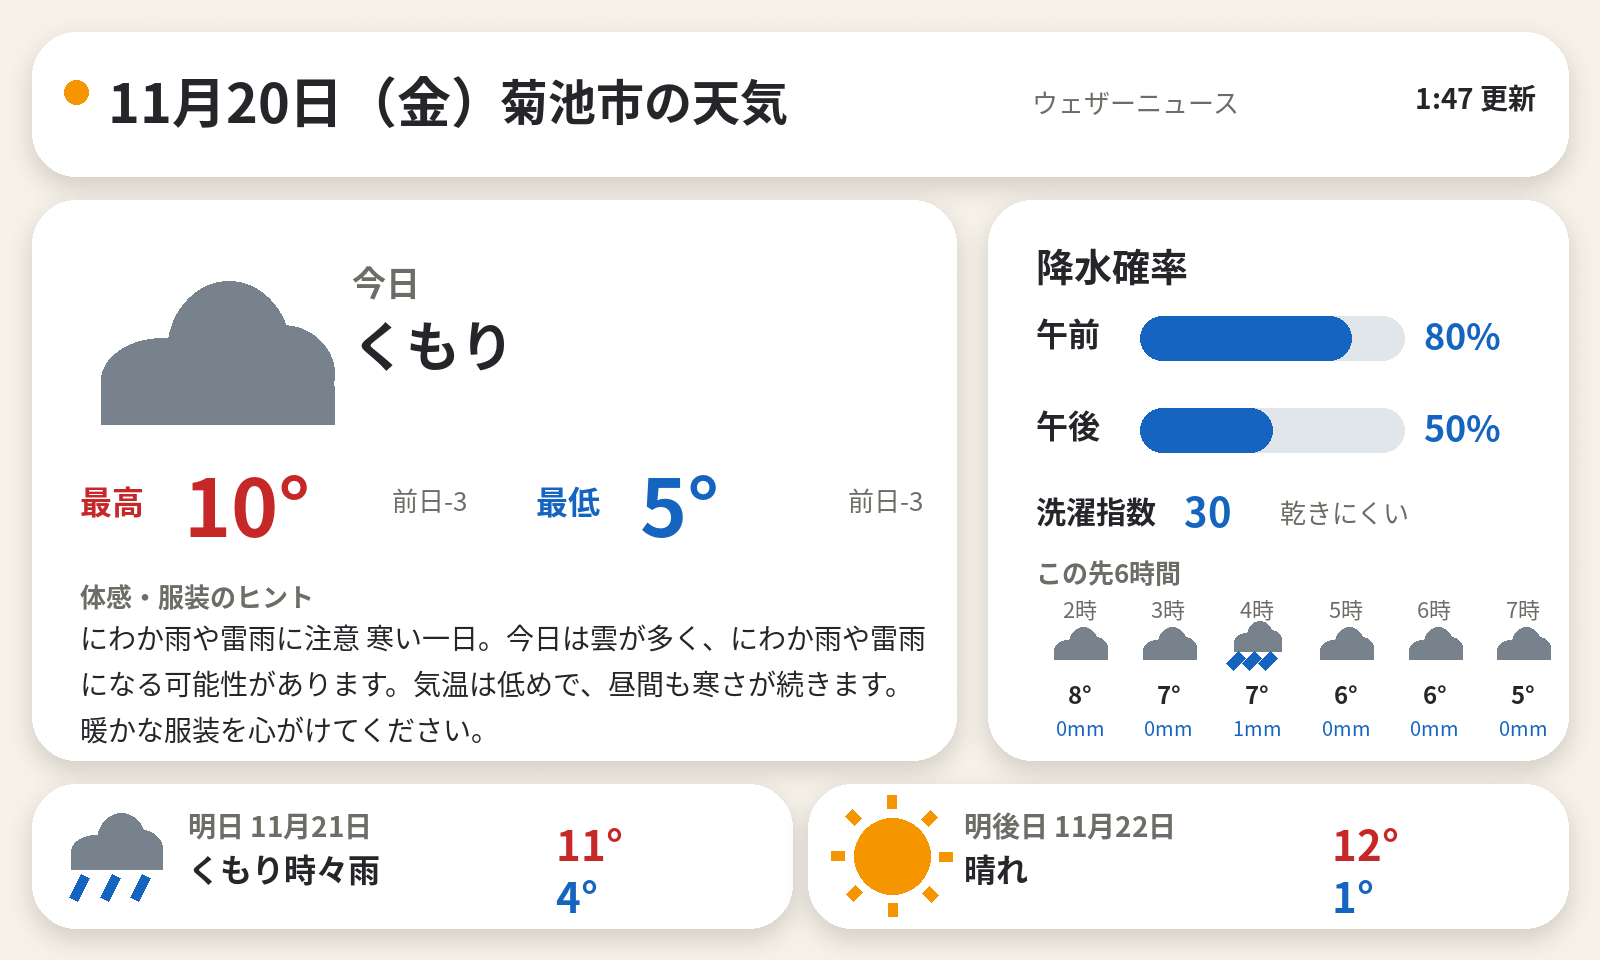 11月20日（金）菊池市の天気
ウェザーニュース
1:47 更新
今日
くもり
最高 10° 前日-3 最低 5° 前日-3
体感・服装のヒント
にわか雨や雷雨に注意 寒い一日。今日は雲が多く、にわか雨や雷雨
になる可能性があります。気温は低めで、昼間も寒さが続きます。
暖かな服装を心がけてください。
降水確率
午前 80%
午後 50%
洗濯指数 30 乾きにくい
この先6時間
2時 3時 4時 5時 6時 7時
8° 7° 7° 6° 6° 5°
0mm 0mm 1mm 0mm 0mm 0mm
明日 11月21日
くもり時々雨
11°
4°
明後日 11月22日
晴れ
12°
1°